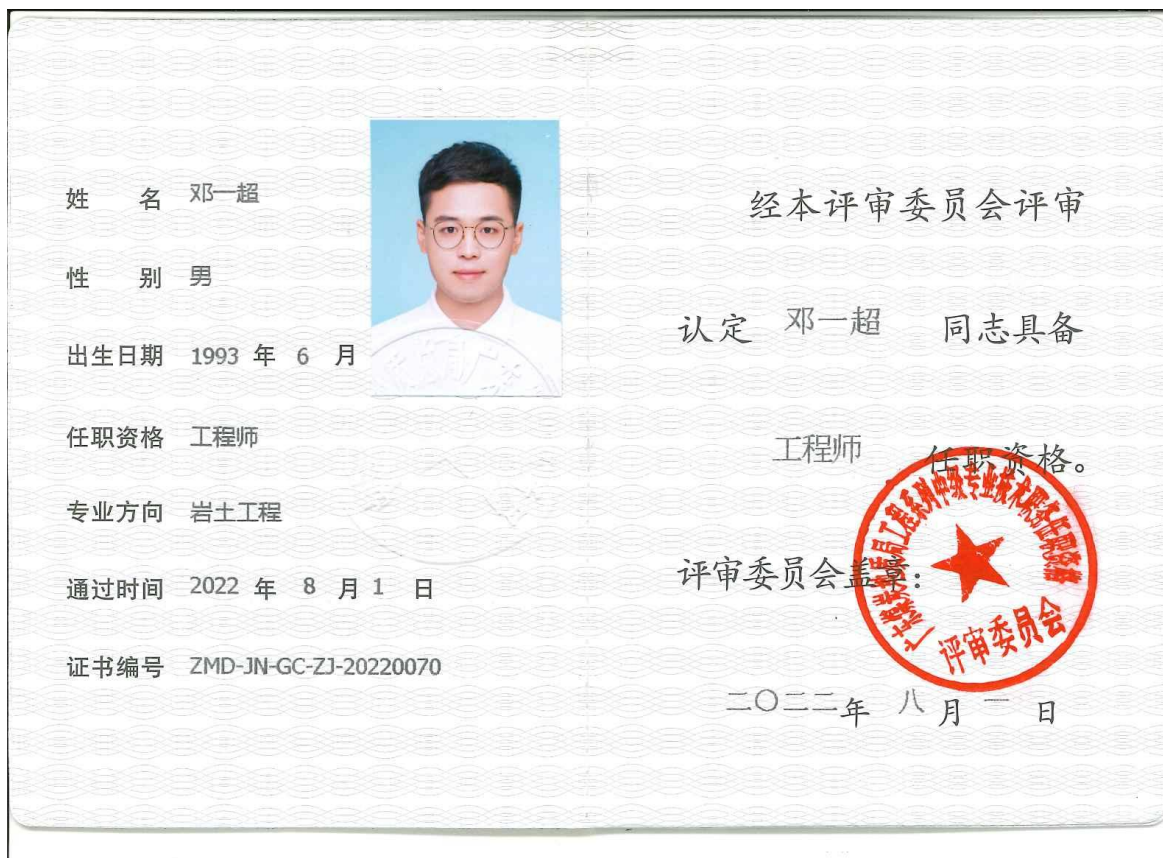 姓 名 邓一超
性 别 男
出生日期 1993 年 6 月
任职资格 工程师
专业方向 岩土工程
通过时间 2022 年 8 月 1 日
证书编号 ZMD-JN-GC-ZJ-20220070
经本评审委员会评审
认定 邓一超 同志具备
工程师 任职资格。
评审委员会盖章：
评审委员会
二〇二二年 八月 一 日